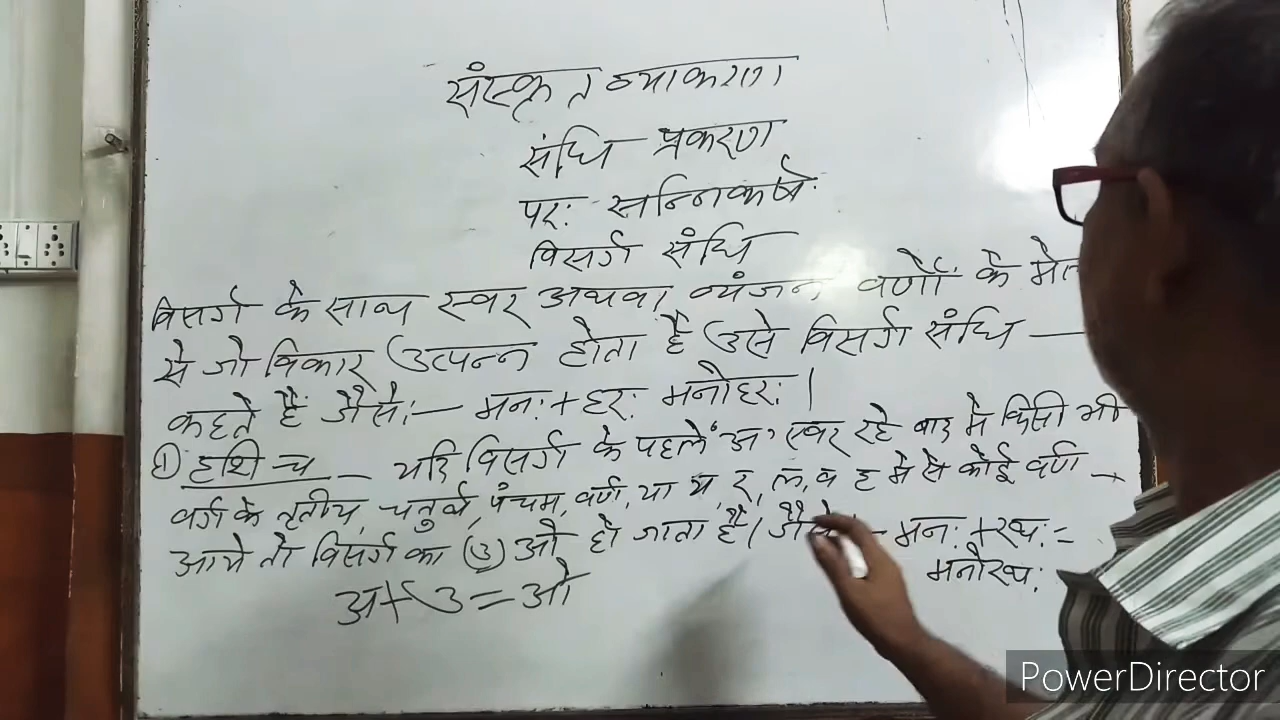 संस्कृत व्याकरण
संधि प्रकरण
परः सन्निकर्षः
विसर्ग संधि
विसर्ग के साथ स्वर अथवा व्यंजन वर्णों के मेल
से जो विकार उत्पन्न होता है उसे विसर्ग संधि —
कहते हैं जैसे:— मनः + हरः मनोहरः।
① हशि च — यदि विसर्ग के पहले 'अ' स्वर रहे बाद मे किसी भी
वर्ग के तृतीय, चतुर्थ, पंचम, वर्ण, या य, र, ल, व ह मे से कोई वर्ण —
आये तो विसर्ग का (उ) ओ हो जाता है। जैसे:— मनः + रथः =
मनोरथः
अ + उ = ओ
PowerDirector